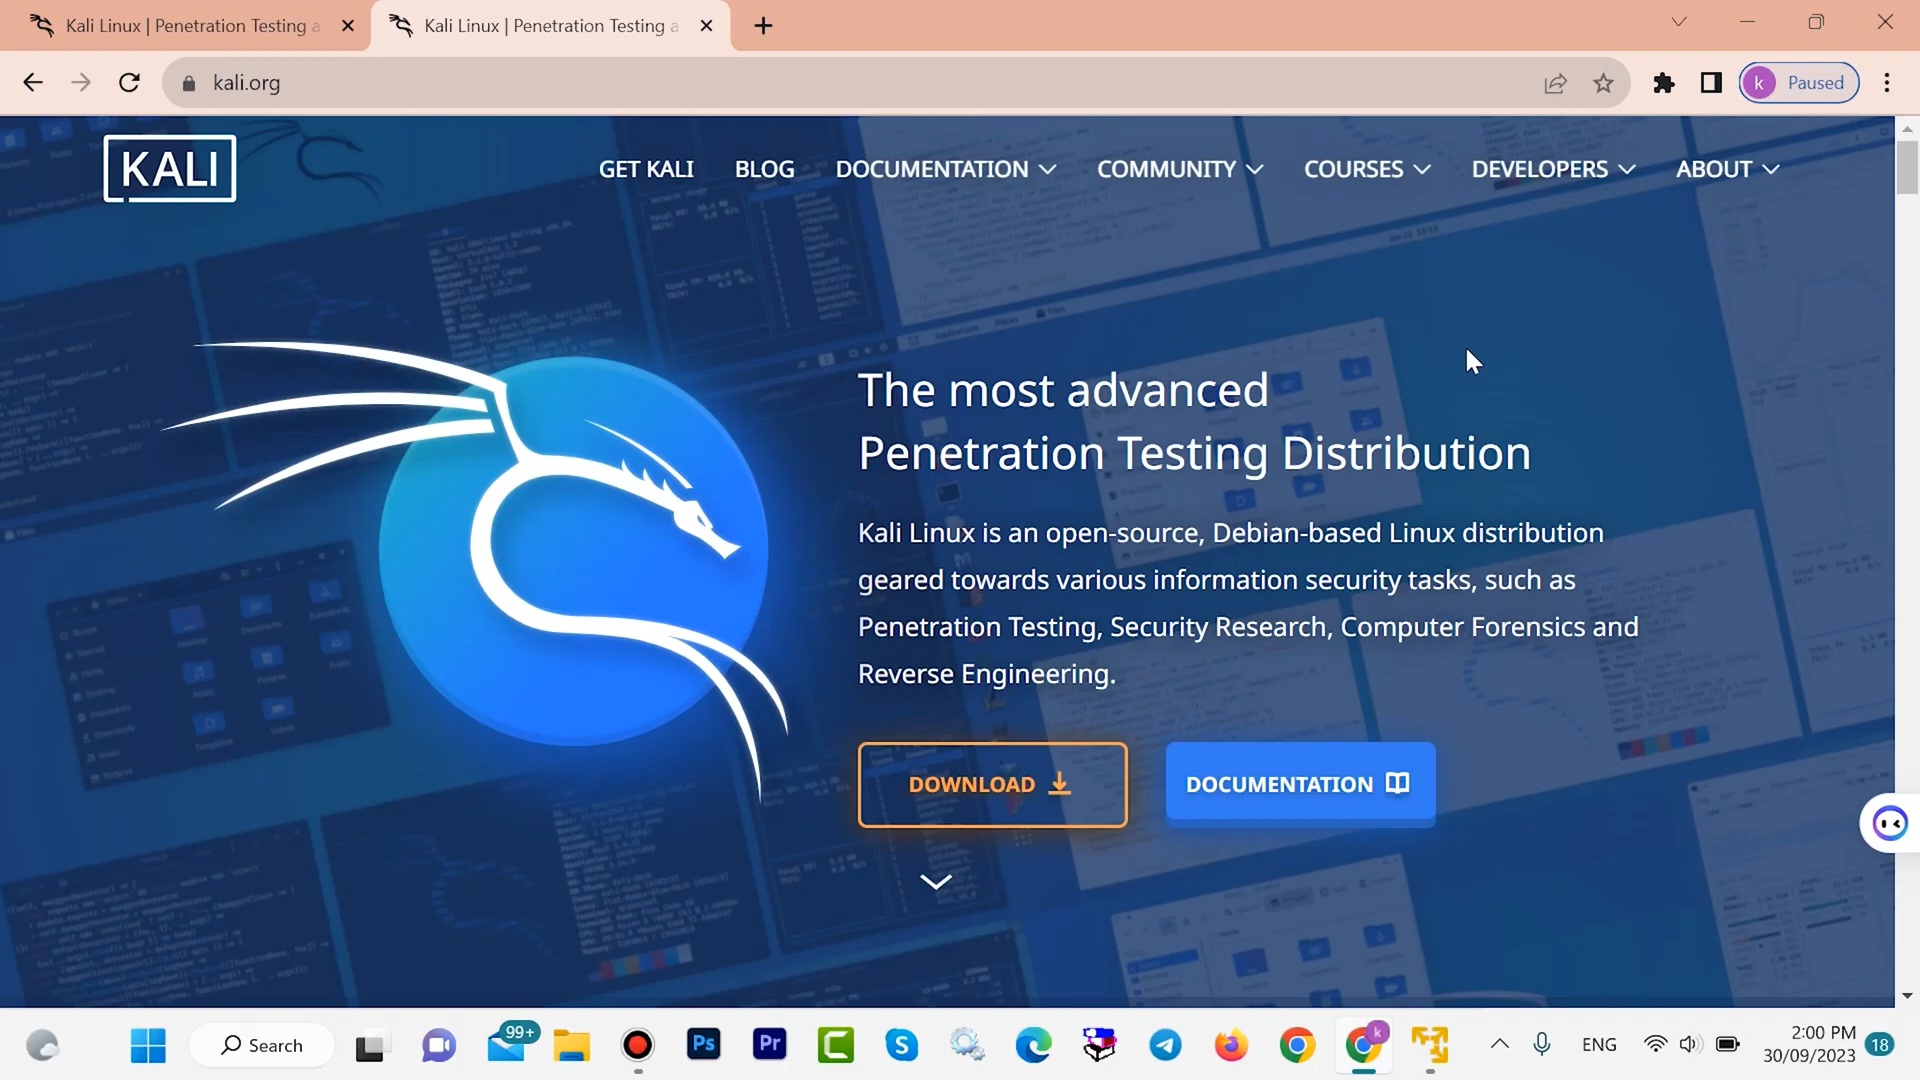 Kali Linux | Penetration Testing a
Kali Linux | Penetration Testing a
kali.org
k Paused
KALI
GET KALI BLOG DOCUMENTATION COMMUNITY COURSES DEVELOPERS ABOUT
The most advanced
Penetration Testing Distribution
Kali Linux is an open-source, Debian-based Linux distribution
geared towards various information security tasks, such as
Penetration Testing, Security Research, Computer Forensics and
Reverse Engineering.
DOWNLOAD DOCUMENTATION
Search
99+
Ps
Pr
k
ENG
2:00 PM
30/09/2023
18